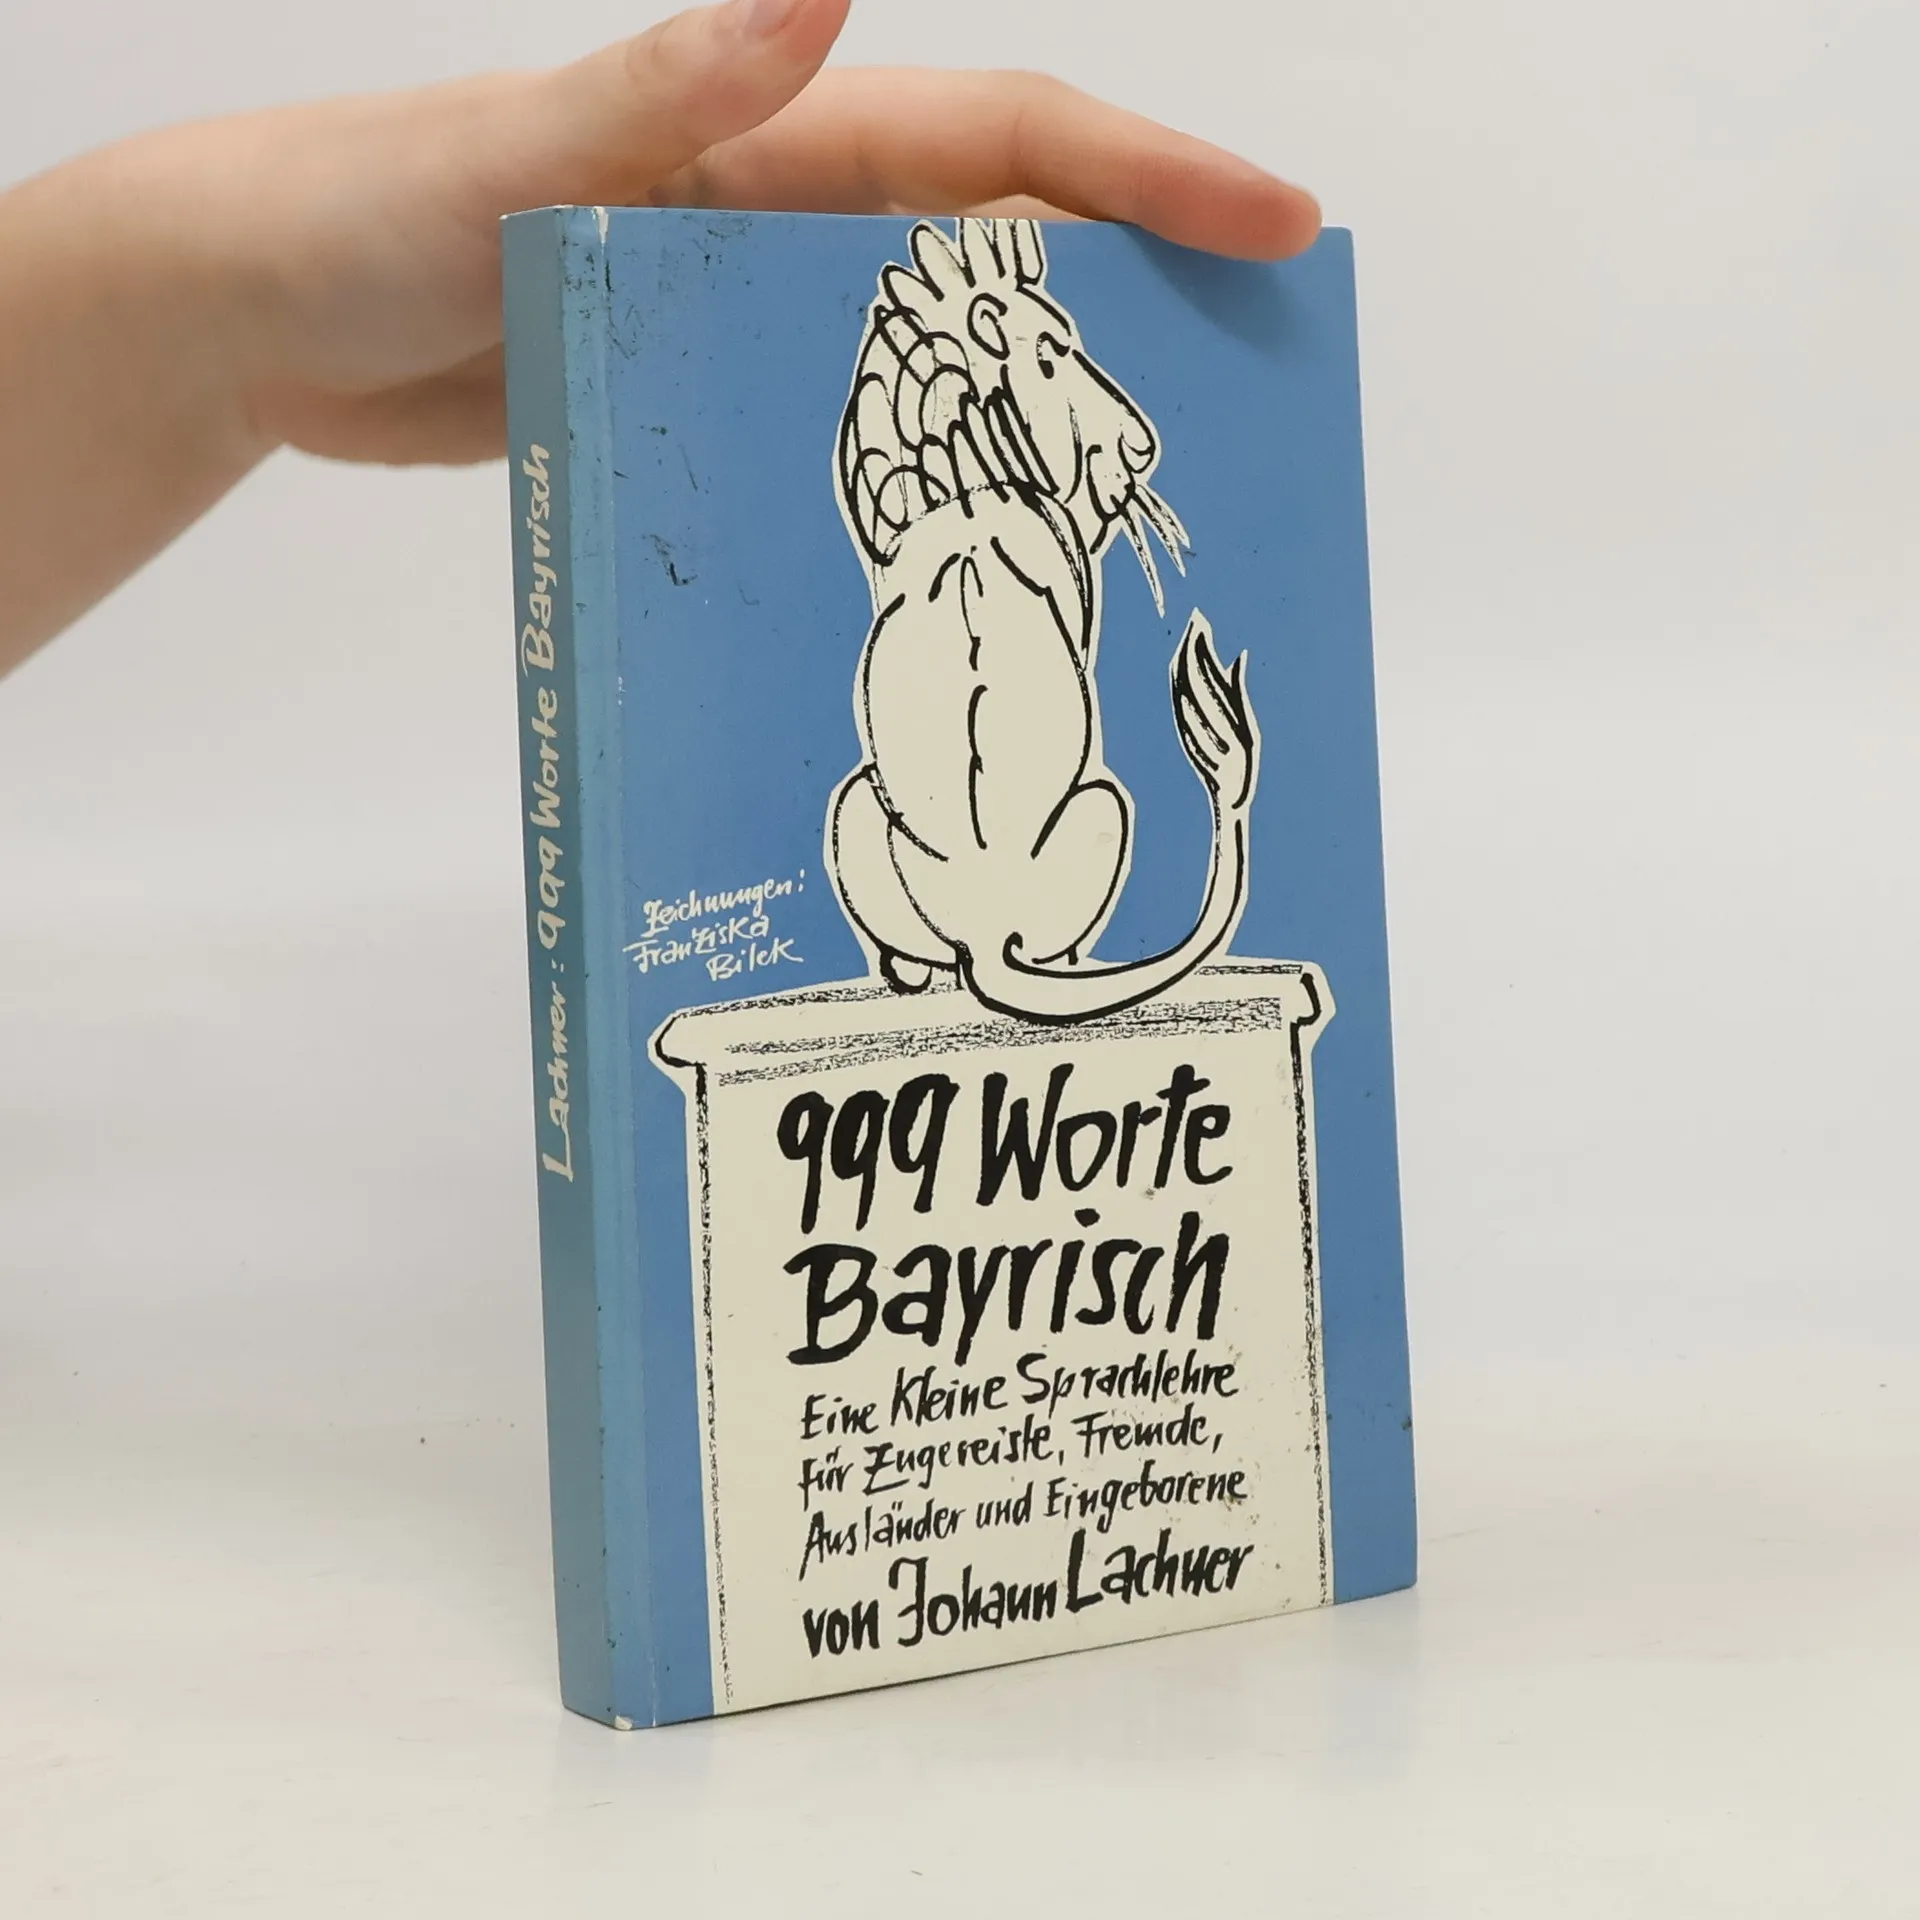 Lachner: 999 Worte Bayrisch
Zeichnungen:
Franziska
Bilek
999 Worte
Bayrisch
Eine kleine Sprachlehre
für Zugereiste, Fremde,
Ausländer und Eingeborene
von Johann Lachner